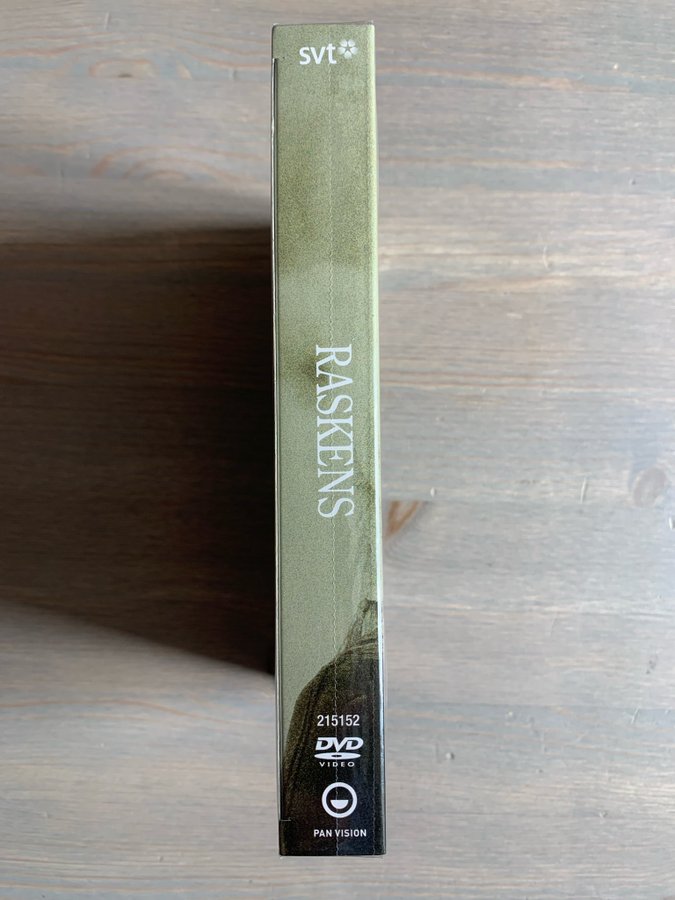 svt
RASKENS
215152
DVD
VIDEO
PAN VISION